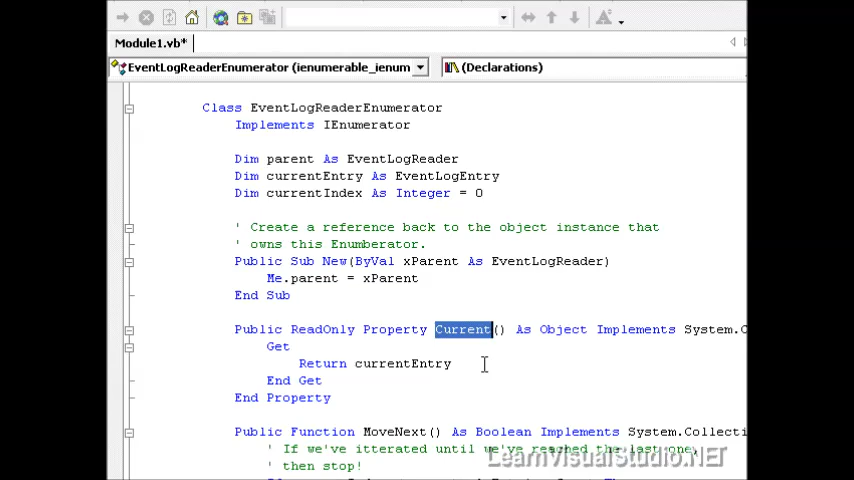 Module1.vb*
EventLogReaderEnumerator (ienumerable_ienum
(Declarations)
Class EventLogReaderEnumerator
Implements IEnumerator
Dim parent As EventLogReader
Dim currentEntry As EventLogEntry
Dim currentIndex As Integer = 0
' Create a reference back to the object instance that
' owns this Enumberator.
Public Sub New(ByVal xParent As EventLogReader)
Me.parent = xParent
End Sub
Public ReadOnly Property Current() As Object Implements System.C
Get
Return currentEntry
End Get
End Property
Public Function MoveNext() As Boolean Implements System.Collecti
' If we've itterated until we've reached the last one,
' then stop!
LearnVisualStudio.NET